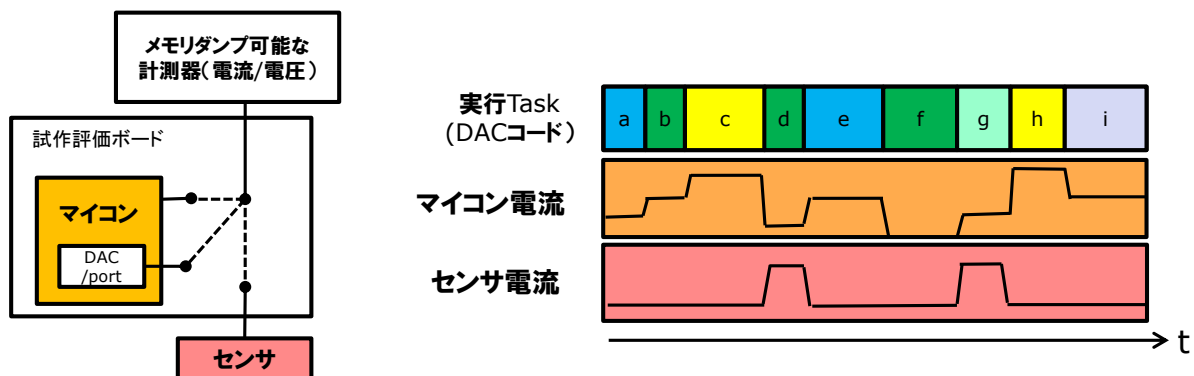 メモリダンプ可能な
計測器(電流/電圧)
試作評価ボード
マイコン
DAC
/port
センサ
実行Task
(DACコード)
a b c d e f g h i
マイコン電流
センサ電流
t